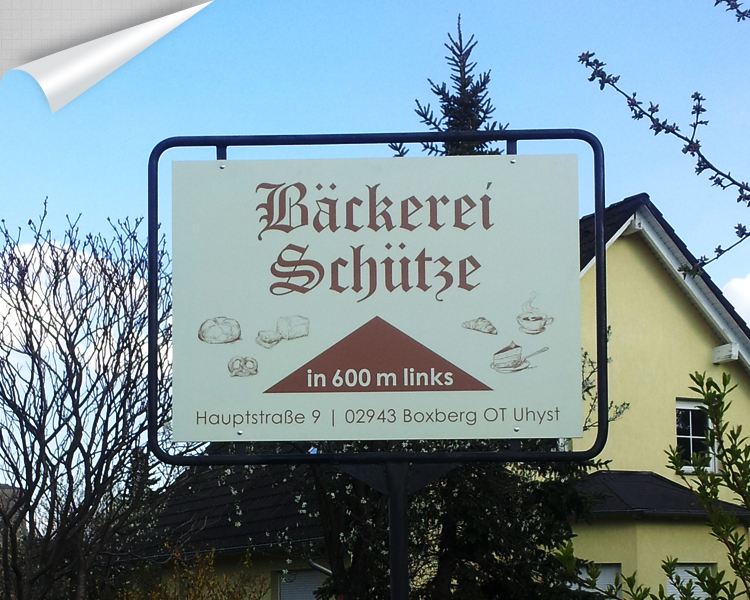 Bäckerei
Schütze
in 600 m links
Hauptstraße 9 | 02943 Boxberg OT Uhyst